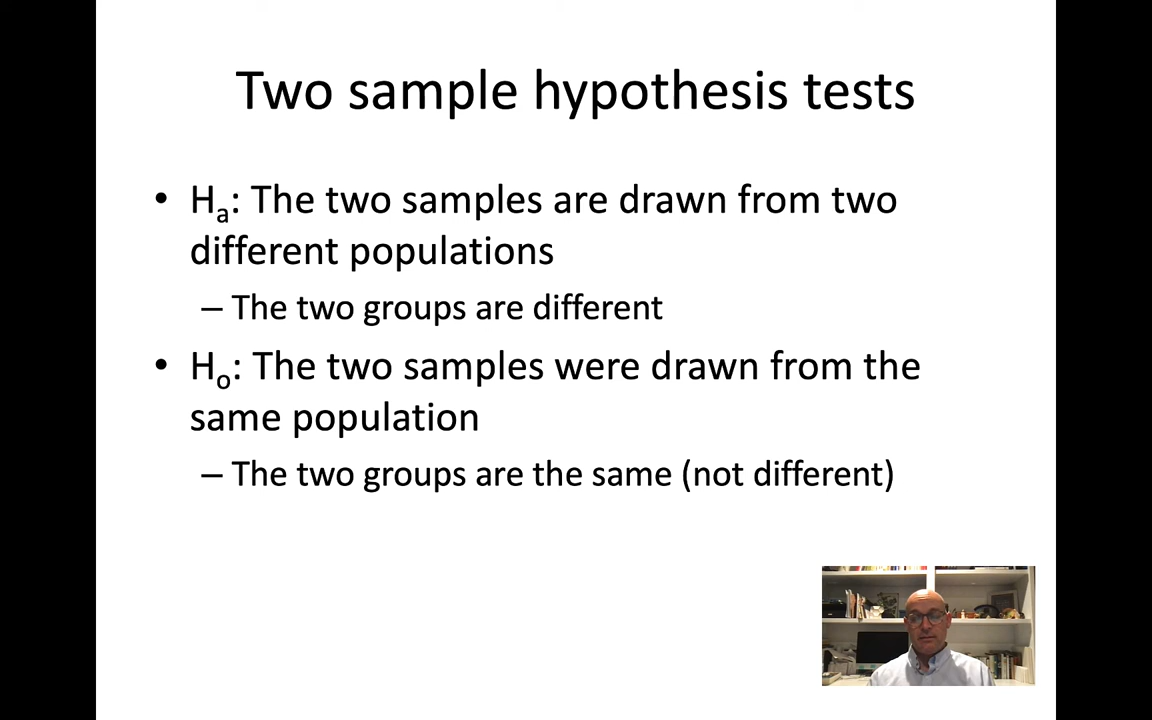 Two sample hypothesis tests
• Hₐ: The two samples are drawn from two
different populations
– The two groups are different
• Hₒ: The two samples were drawn from the
same population
– The two groups are the same (not different)